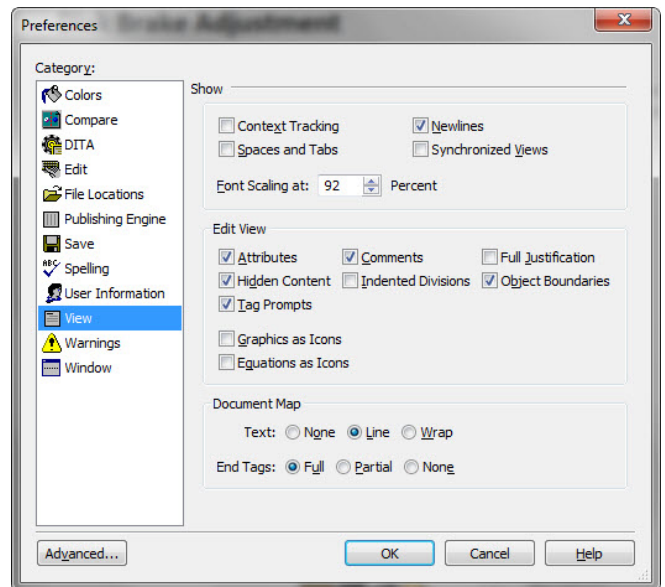 Preferences
Brake Adjustment
Category:
Colors
Compare
DITA
Edit
File Locations
Publishing Engine
Save
ABC Spelling
User Information
View
Warnings
Window
Show
Context Tracking Newlines
Spaces and Tabs Synchronized Views
Font Scaling at: 92 Percent
Edit View
Attributes Comments Full Justification
Hidden Content Indented Divisions Object Boundaries
Tag Prompts
Graphics as Icons
Equations as Icons
Document Map
Text: None Line Wrap
End Tags: Full Partial None
Advanced... OK Cancel Help